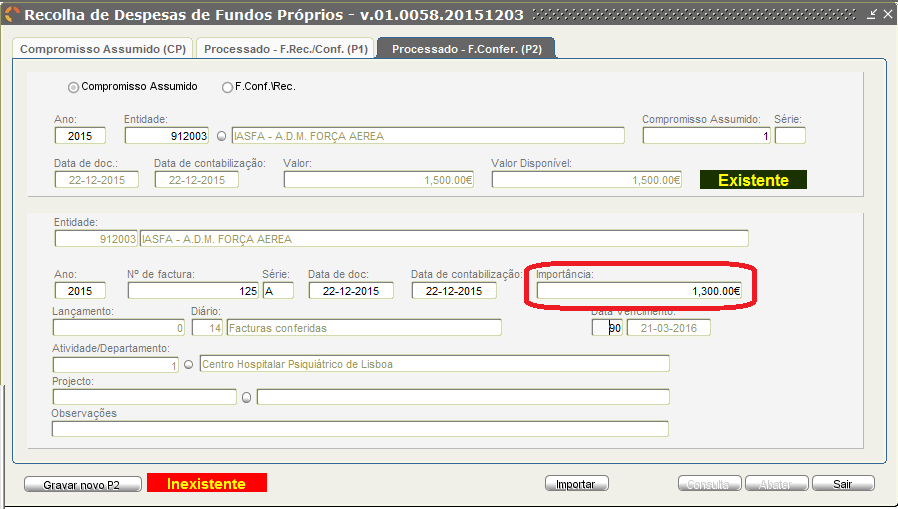 Recolha de Despesas de Fundos Próprios - v.01.0058.20151203
Compromisso Assumido (CP) Processado - F.Rec./Conf. (P1) Processado - F.Confer. (P2)
Compromisso Assumido F.Conf.\Rec.
Ano: Entidade: Compromisso Assumido: Série:
2015 912003 IASFA - A.D.M. FORÇA AEREA 1
Data de doc.: Data de contabilização: Valor: Valor Disponível:
22-12-2015 22-12-2015 1,500.00€ 1,500.00€ Existente
Entidade:
912003 IASFA - A.D.M. FORÇA AEREA
Ano: Nº de factura: Série: Data de doc: Data de contabilização: Importância:
2015 125 A 22-12-2015 22-12-2015 1,300.00€
Lançamento: Diário: Data Vencimento:
0 14 Facturas conferidas 90 21-03-2016
Atividade/Departamento:
1 Centro Hospitalar Psiquiátrico de Lisboa
Projecto:
Observações
Gravar novo P2 Inexistente Importar Consulta Abater Sair